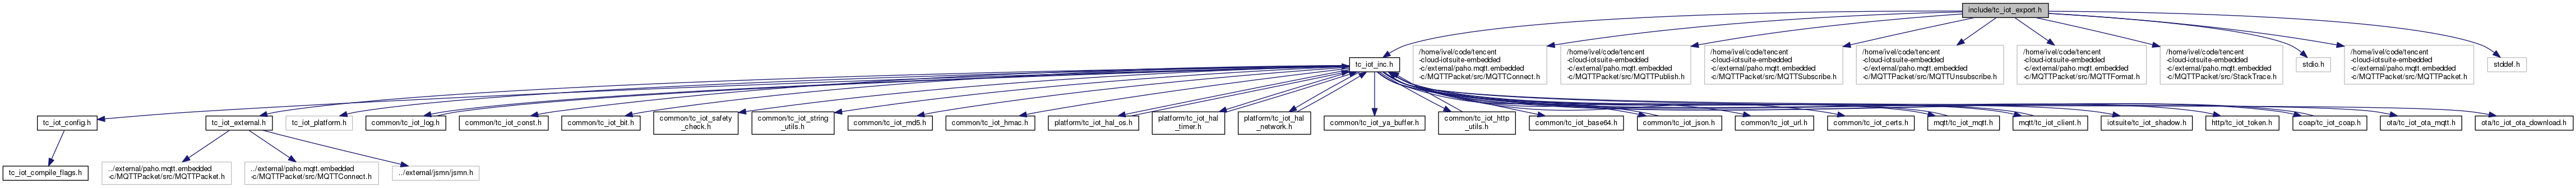 include/tc_iot_export.h
tc_iot_inc.h
/home/ivel/code/tencent
-cloud-iotsuite-embedded
-c/external/paho.mqtt.embedded
-c/MQTTPacket/src/MQTTConnect.h
/home/ivel/code/tencent
-cloud-iotsuite-embedded
-c/external/paho.mqtt.embedded
-c/MQTTPacket/src/MQTTPublish.h
/home/ivel/code/tencent
-cloud-iotsuite-embedded
-c/external/paho.mqtt.embedded
-c/MQTTPacket/src/MQTTSubscribe.h
/home/ivel/code/tencent
-cloud-iotsuite-embedded
-c/external/paho.mqtt.embedded
-c/MQTTPacket/src/MQTTUnsubscribe.h
/home/ivel/code/tencent
-cloud-iotsuite-embedded
-c/external/paho.mqtt.embedded
-c/MQTTPacket/src/MQTTFormat.h
/home/ivel/code/tencent
-cloud-iotsuite-embedded
-c/external/paho.mqtt.embedded
-c/MQTTPacket/src/StackTrace.h
stdio.h
/home/ivel/code/tencent
-cloud-iotsuite-embedded
-c/external/paho.mqtt.embedded
-c/MQTTPacket/src/MQTTPacket.h
stddef.h
tc_iot_config.h
tc_iot_external.h
tc_iot_platform.h
common/tc_iot_log.h
common/tc_iot_const.h
common/tc_iot_bit.h
common/tc_iot_safety
_check.h
common/tc_iot_string
_utils.h
common/tc_iot_md5.h
common/tc_iot_hmac.h
platform/tc_iot_hal_os.h
platform/tc_iot_hal
_timer.h
platform/tc_iot_hal
_network.h
common/tc_iot_ya_buffer.h
common/tc_iot_http
_utils.h
common/tc_iot_base64.h
common/tc_iot_json.h
common/tc_iot_url.h
common/tc_iot_certs.h
mqtt/tc_iot_mqtt.h
mqtt/tc_iot_client.h
iotsuite/tc_iot_shadow.h
http/tc_iot_token.h
coap/tc_iot_coap.h
ota/tc_iot_ota_mqtt.h
ota/tc_iot_ota_download.h
tc_iot_compile_flags.h
../external/paho.mqtt.embedded
-c/MQTTPacket/src/MQTTPacket.h
../external/paho.mqtt.embedded
-c/MQTTPacket/src/MQTTConnect.h
../external/jsmn/jsmn.h